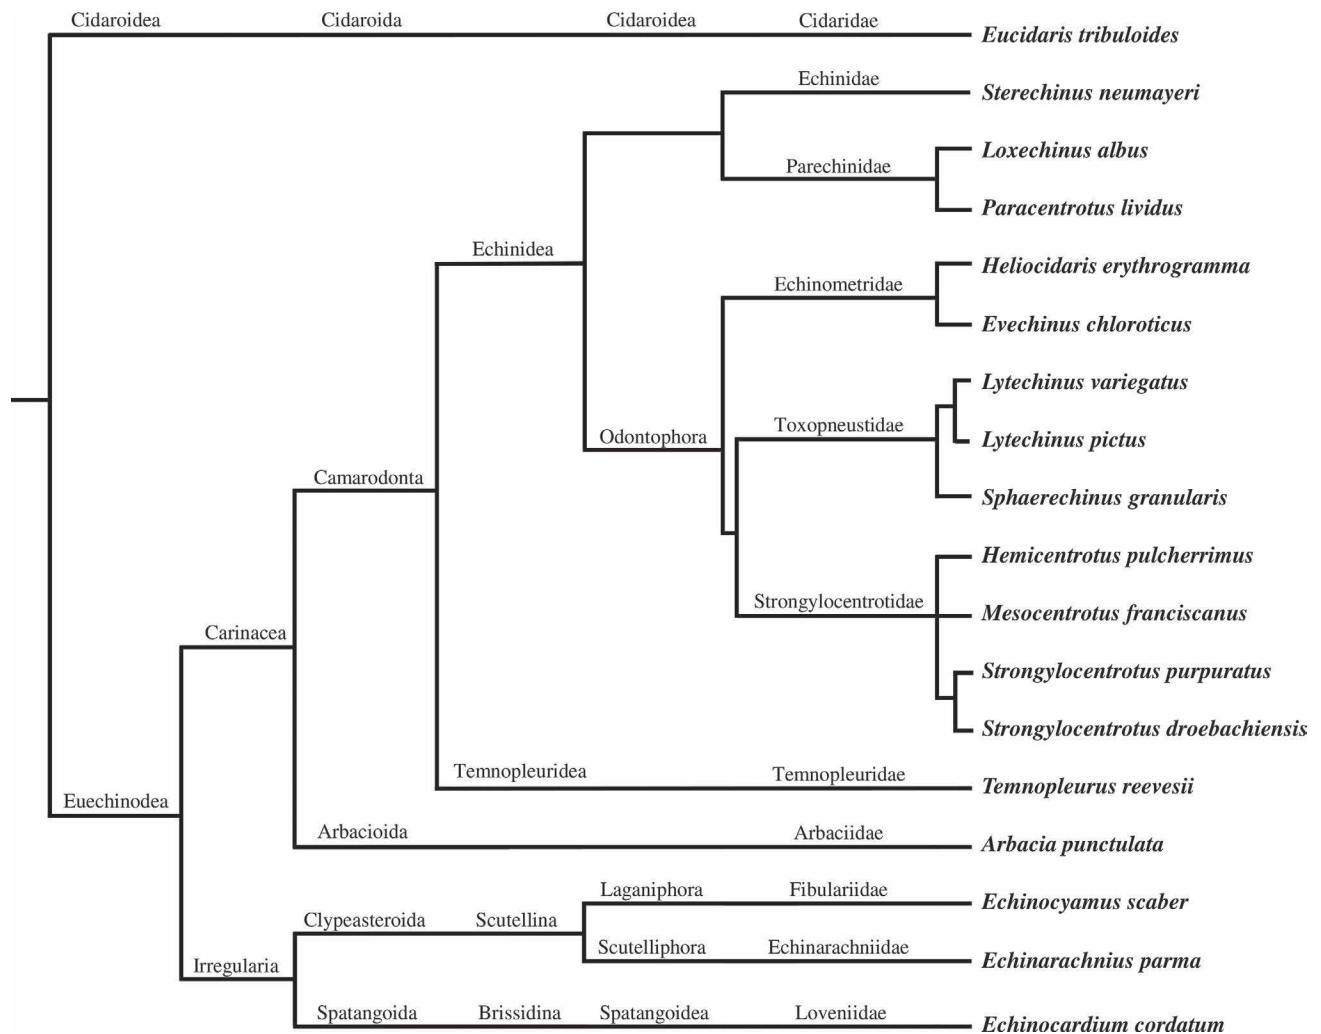 Cidaroidea Cidaroida Cidaroidea Cidaridae
Eucidaris tribuloides
Echinidae
Sterechinus neumayeri
Loxechinus albus
Parechinidae
Paracentrotus lividus
Echinidea
Heliocidaris erythrogramma
Echinometridae
Evechinus chloroticus
Lytechinus variegatus
Toxopneustidae
Odontophora
Lytechinus pictus
Camarodonta
Sphaerechinus granularis
Hemicentrotus pulcherrimus
Strongylocentrotidae
Mesocentrotus franciscanus
Carinacea
Strongylocentrotus purpuratus
Strongylocentrotus droebachiensis
Temnopleuridea Temnopleuridae
Temnopleurus reevesii
Euechinodea
Arbacioida Arbaciidae
Arbacia punctulata
Laganiphora Fibulariidae
Echinocyamus scaber
Clypeasteroida Scutellina
Scutelliphora Echinarachniidae
Echinarachnius parma
Irregularia
Spatangoida Brissidina Spatangoidea Loveniidae
Echinocardium cordatum